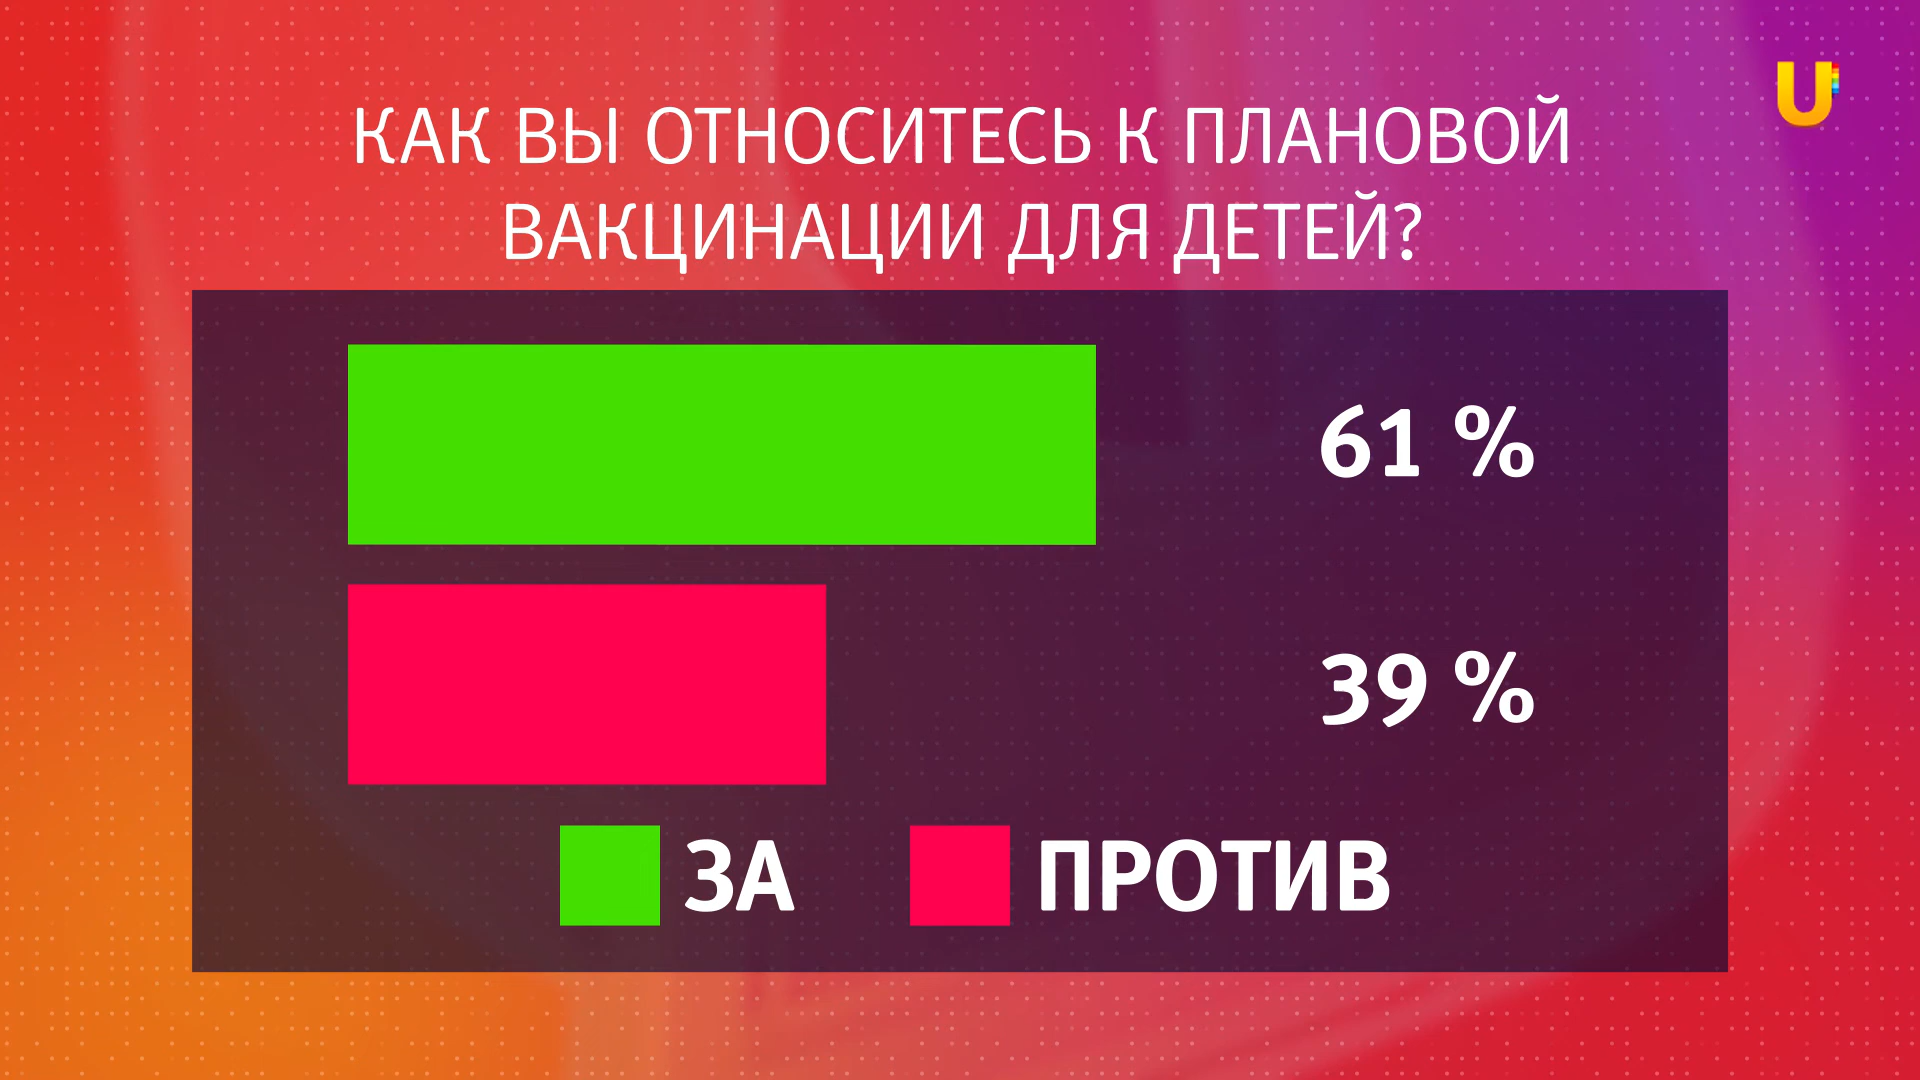 КАК ВЫ ОТНОСИТЕСЬ К ПЛАНОВОЙ
ВАКЦИНАЦИИ ДЛЯ ДЕТЕЙ?
U
61 %
39 %
ЗА ПРОТИВ